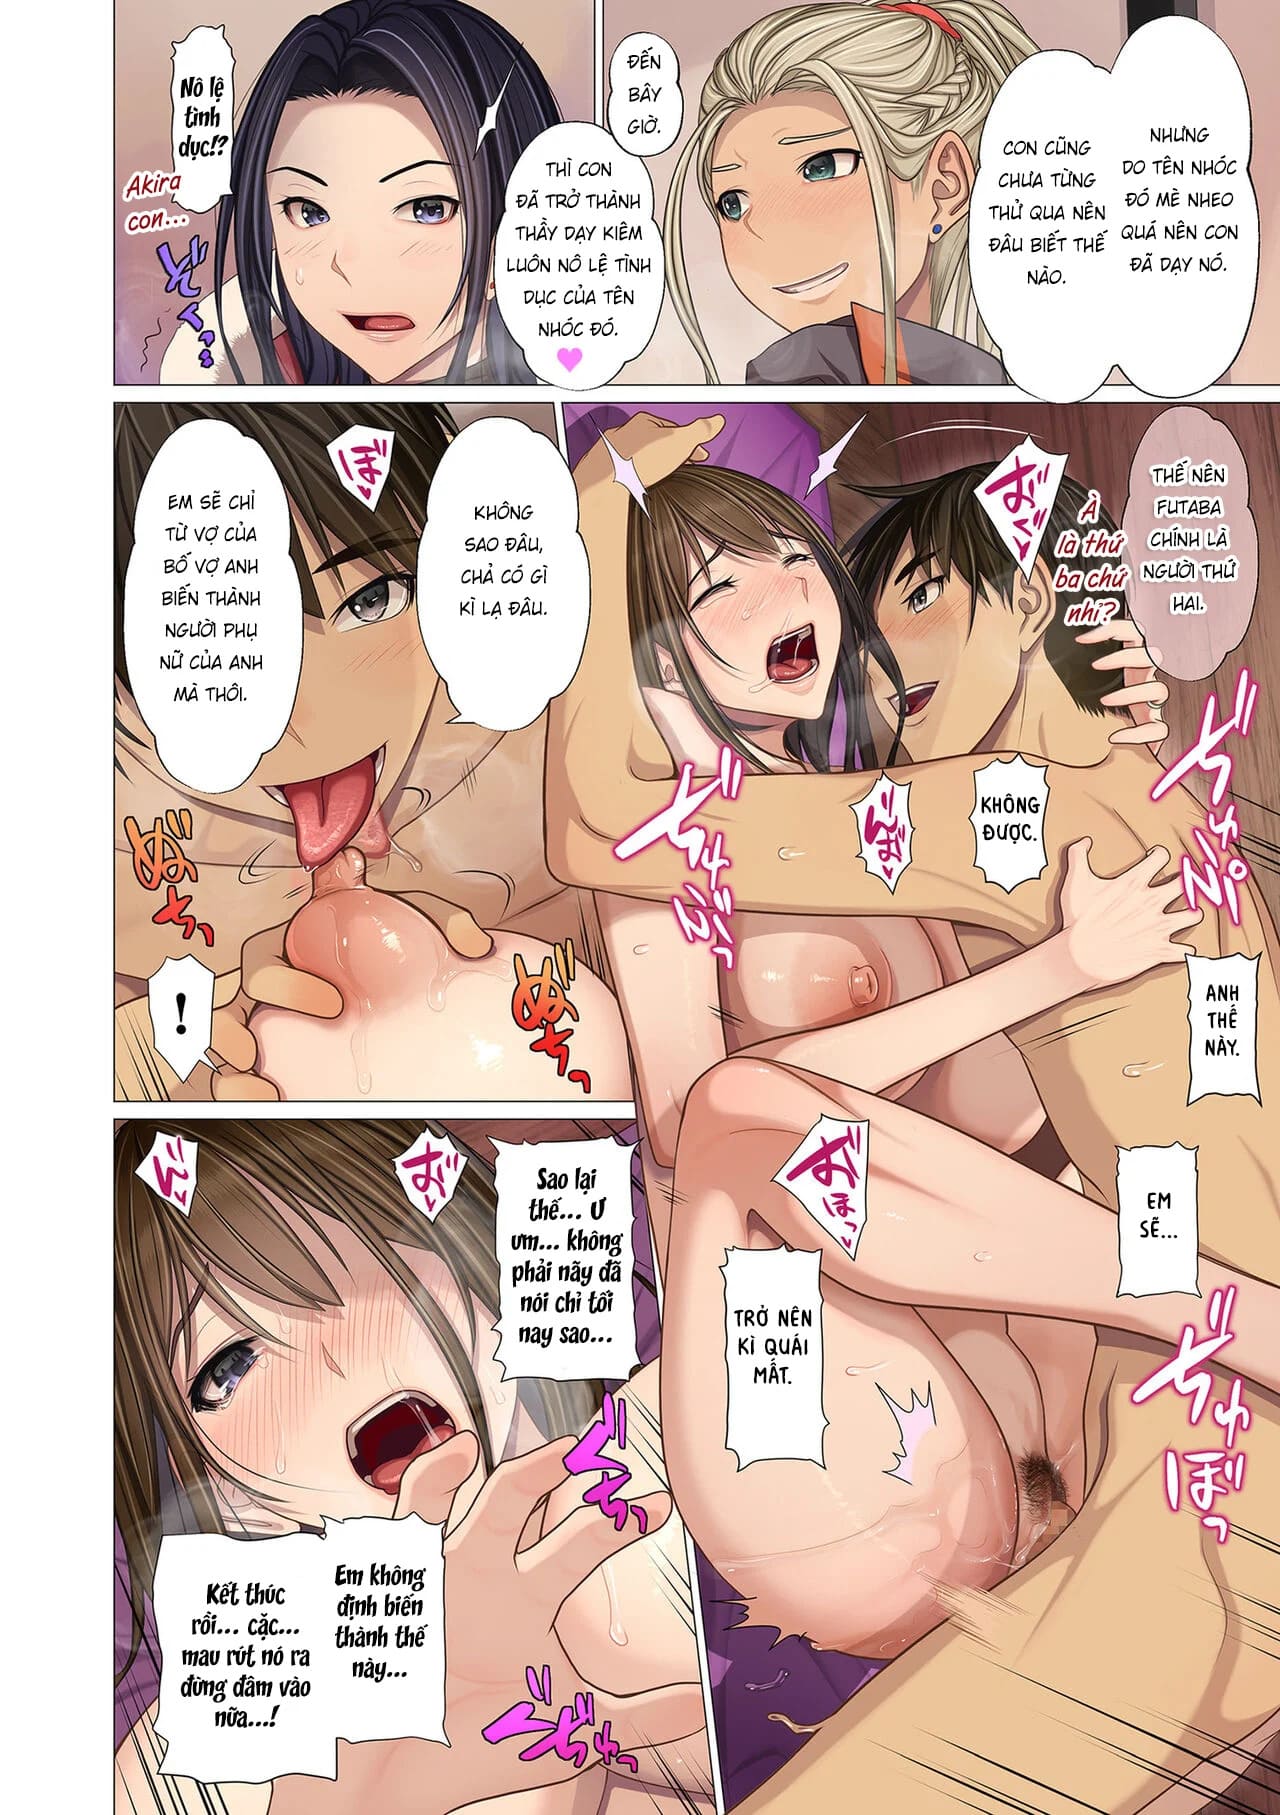 NHƯNG
DO TÊN NHÓC
ĐÓ MÈ NHEO
QUÁ NÊN CON
ĐÃ DẠY NÓ.
CON CŨNG
CHƯA TỪNG
THỬ QUA NÊN
ĐÂU BIẾT THẾ
NÀO.
ĐẾN
BÂY
GIỜ.
THÌ CON
ĐÃ TRỞ THÀNH
THẦY DẠY KIÊM
LUÔN NÔ LỆ TÌNH
DỤC CỦA TÊN
NHÓC ĐÓ.
Nô lệ
tình
dục!?
Akira
con...
THẾ NÊN
FUTABA
CHÍNH LÀ
NGƯỜI THỨ
HAI.
À
là thứ
ba chứ
nhỉ?
KHÔNG
ĐƯỢC.
ANH
THẾ
NÀY.
EM
SẼ...
TRỞ NÊN
KÌ QUÁI
MẤT.
KHÔNG
SAO ĐÂU,
CHẢ CÓ GÌ
KÌ LẠ ĐÂU.
EM SẼ CHỈ
TỪ VỢ CỦA
BỐ VỢ ANH
BIẾN THÀNH
NGƯỜI PHỤ
NỮ CỦA ANH
MÀ THÔI.
ぬ
ちっ
!
Sao lại
thế... Ư
ưm... không
phải nãy đã
nói chỉ tối
nay sao...
Em không
định biến
thành thế
này...
Kết thúc
rồi... cặc...
mau rút nó ra
đừng đâm vào
nữa...!